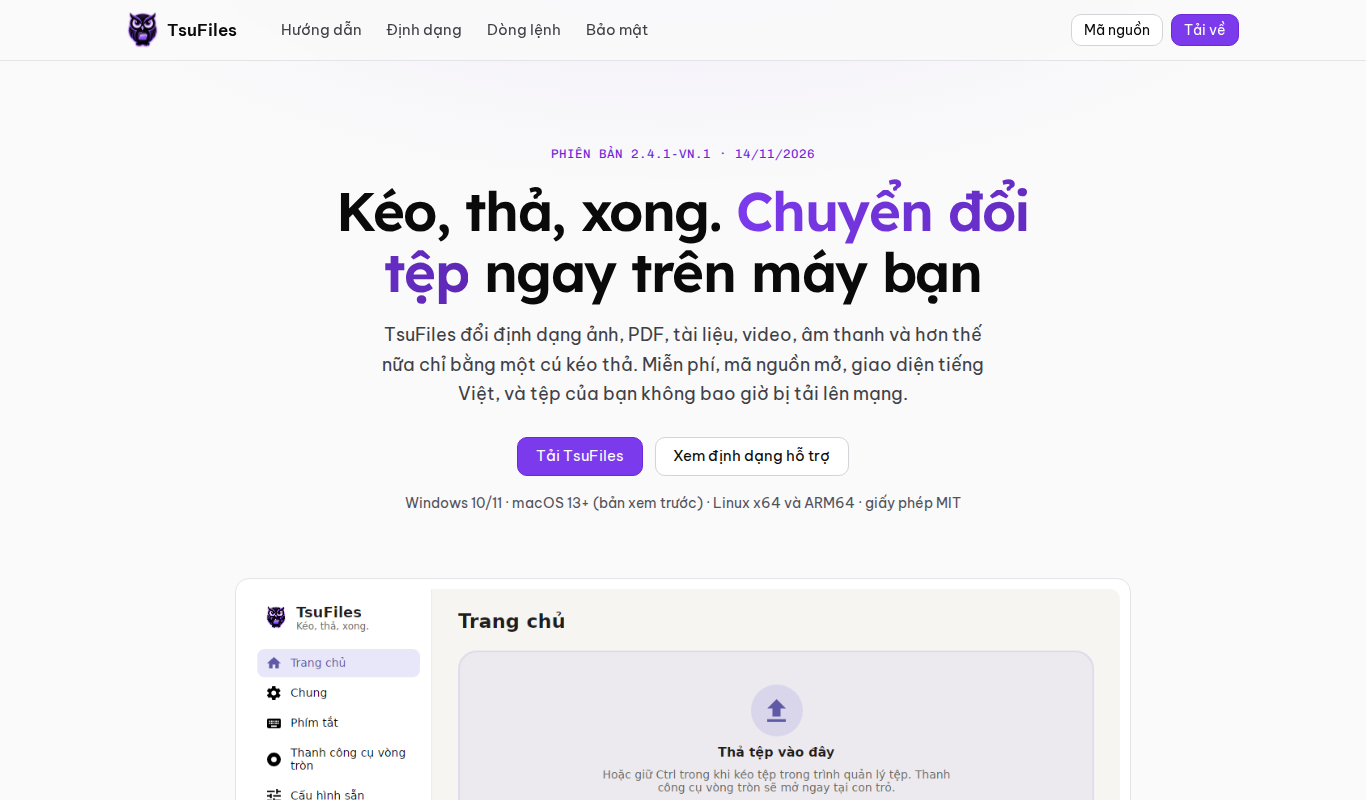 TsuFiles
Hướng dẫn
Định dạng
Dòng lệnh
Bảo mật
Mã nguồn
Tải về
PHIÊN BẢN 2.4.1-VN.1 · 14/11/2026
Kéo, thả, xong. Chuyển đổi
tệp ngay trên máy bạn
TsuFiles đổi định dạng ảnh, PDF, tài liệu, video, âm thanh và hơn thế
nữa chỉ bằng một cú kéo thả. Miễn phí, mã nguồn mở, giao diện tiếng
Việt, và tệp của bạn không bao giờ bị tải lên mạng.
Tải TsuFiles
Xem định dạng hỗ trợ
Windows 10/11 · macOS 13+ (bản xem trước) · Linux x64 và ARM64 · giấy phép MIT
TsuFiles
Kéo, thả, xong.
Trang chủ
Chung
Phím tắt
Thanh công cụ vòng
tròn
Cấu hình sẵn
Trang chủ
Thả tệp vào đây
Hoặc giữ Ctrl trong khi kéo tệp trong trình quản lý tệp. Thanh
công cụ vòng tròn sẽ mở ngay tại con trỏ.